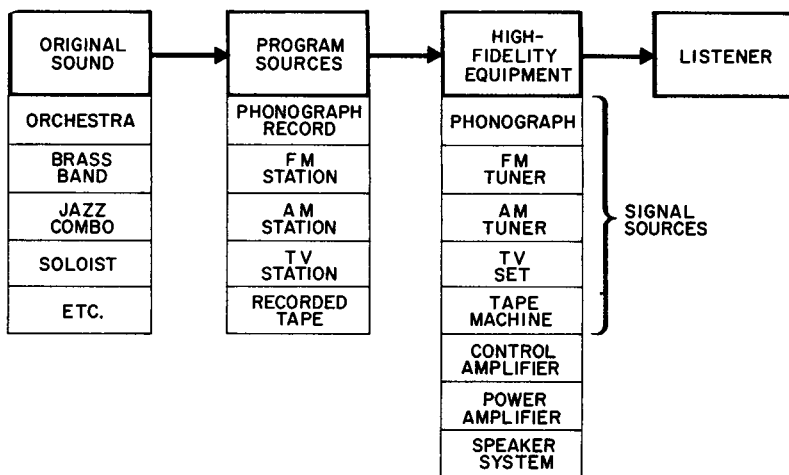 ORIGINAL
SOUND
ORCHESTRA
BRASS
BAND
JAZZ
COMBO
SOLOIST
ETC.
PROGRAM
SOURCES
PHONOGRAPH
RECORD
FM
STATION
AM
STATION
TV
STATION
RECORDED
TAPE
HIGH-
FIDELITY
EQUIPMENT
PHONOGRAPH
FM
TUNER
AM
TUNER
TV
SET
TAPE
MACHINE
CONTROL
AMPLIFIER
POWER
AMPLIFIER
SPEAKER
SYSTEM
SIGNAL
SOURCES
LISTENER